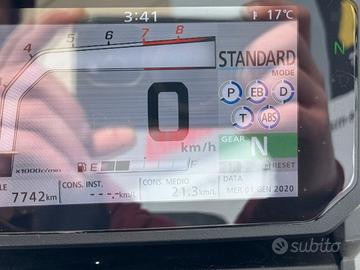 3:41 17°C
4 5 6 7 8
STANDARD
MODE
P EB D
T ABS
0
km/h
GEAR N
N
x1000r/min
E F
RESET
CONS. INST. CONS. MEDIO DATA
7742km -.-km 21.3km/L MER 01 GEN 2020
subito